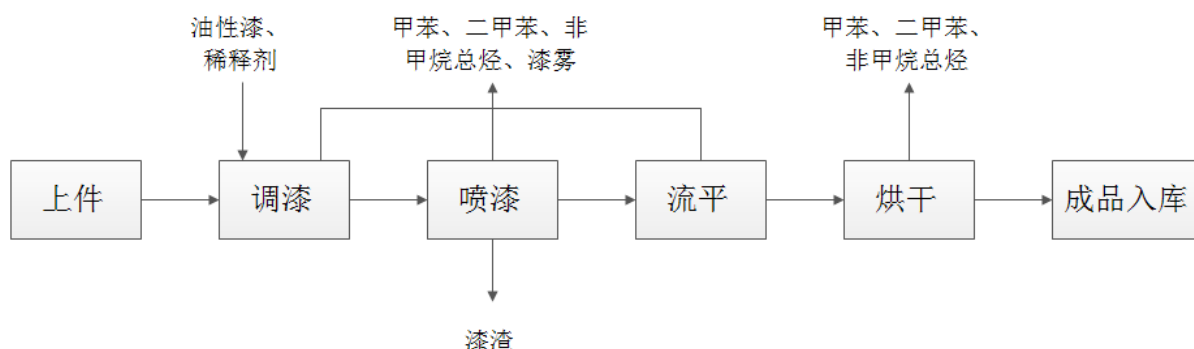 油性漆、
稀释剂
甲苯、二甲苯、非
甲烷总烃、漆雾
甲苯、二甲苯、
非甲烷总烃
上件
调漆
喷漆
流平
烘干
成品入库
漆渣